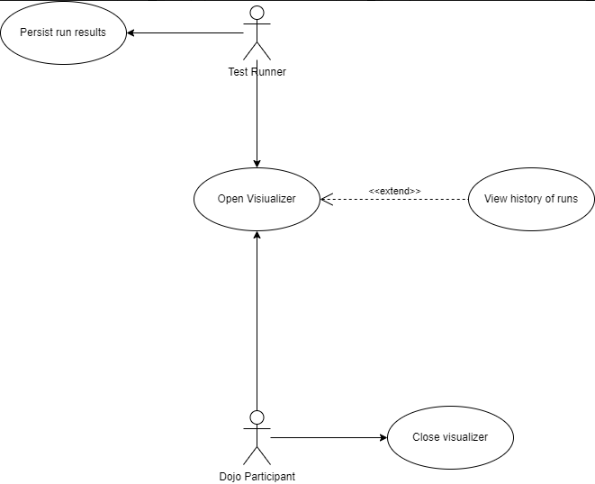 Persist run results
Test Runner
<<extend>>
Open Visiualizer
View history of runs
Close visualizer
Dojo Participant